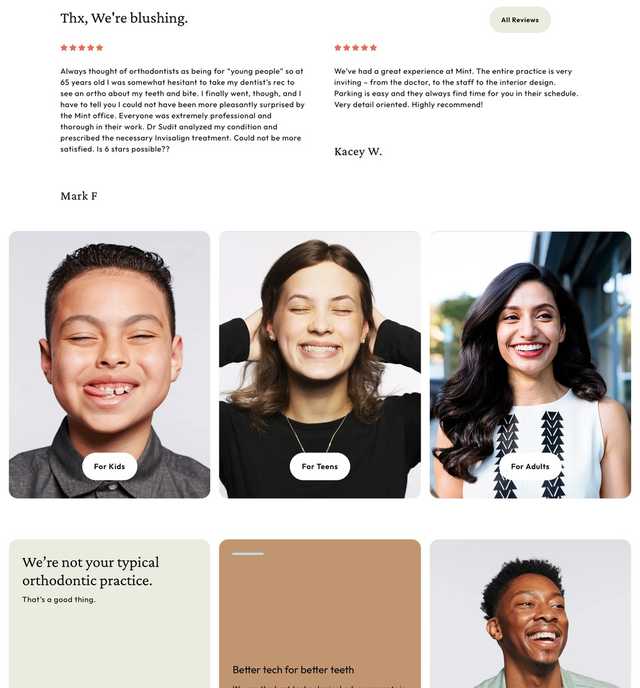 Thx, We're blushing.
All Reviews
Always thought of orthodontists as being for "young people" so at
65 years old I was somewhat hesitant to take my dentist's rec to
see an ortho about my teeth and bite. I finally went, though, and I
have to tell you I could not have been more pleasantly surprised by
the Mint office. Everyone was extremely professional and
thorough in their work. Dr Sudit analyzed my condition and
prescribed the necessary Invisalign treatment. Could not be more
satisfied. Is 6 stars possible??
Mark F
We've had a great experience at Mint. The entire practice is very
inviting – from the doctor, to the staff to the interior design.
Parking is easy and they always find time for you in their schedule.
Very detail oriented. Highly recommend!
Kacey W.
For Kids
For Teens
For Adults
We're not your typical
orthodontic practice.
That's a good thing.
Better tech for better teeth